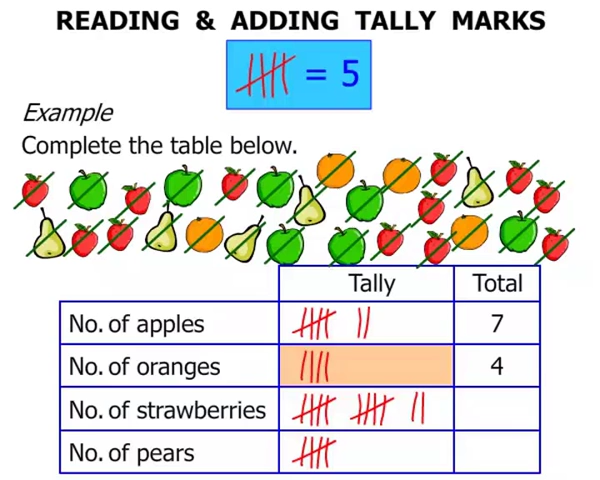 READING & ADDING TALLY MARKS
= 5
Example
Complete the table below.
Tally Total
No. of apples 7
No. of oranges 4
No. of strawberries
No. of pears